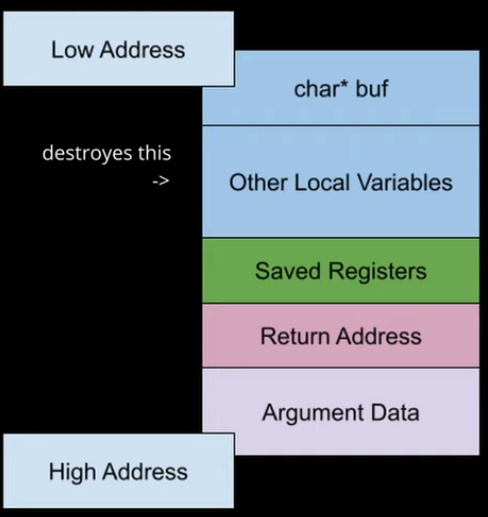 Low Address
char* buf
destroyes this
->
Other Local Variables
Saved Registers
Return Address
Argument Data
High Address